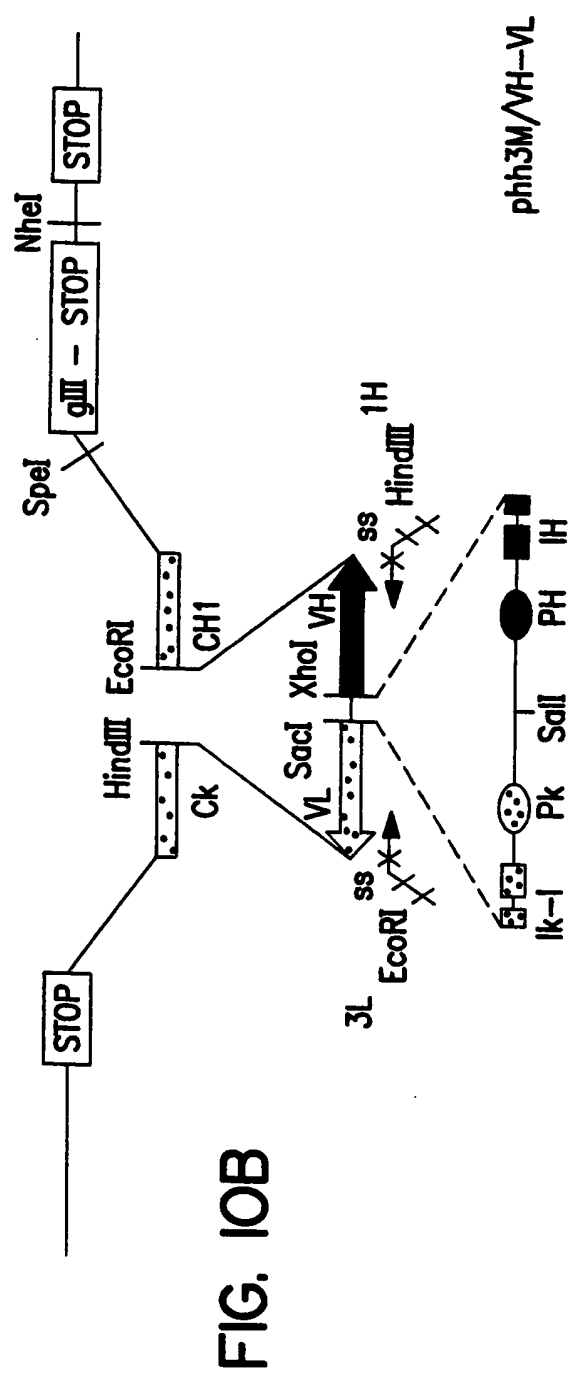 STOP
gIII – STOP
NheI
STOP
SpeI
HindIII
EcoRI
Ck
CH1
SacI
XhoI
VL
VH
3L
ss
EcoRI
ss
HindIII
1H
Ik–I
Pk
SalI
PH
IH
phh3M/VH–VL
FIG. 10B